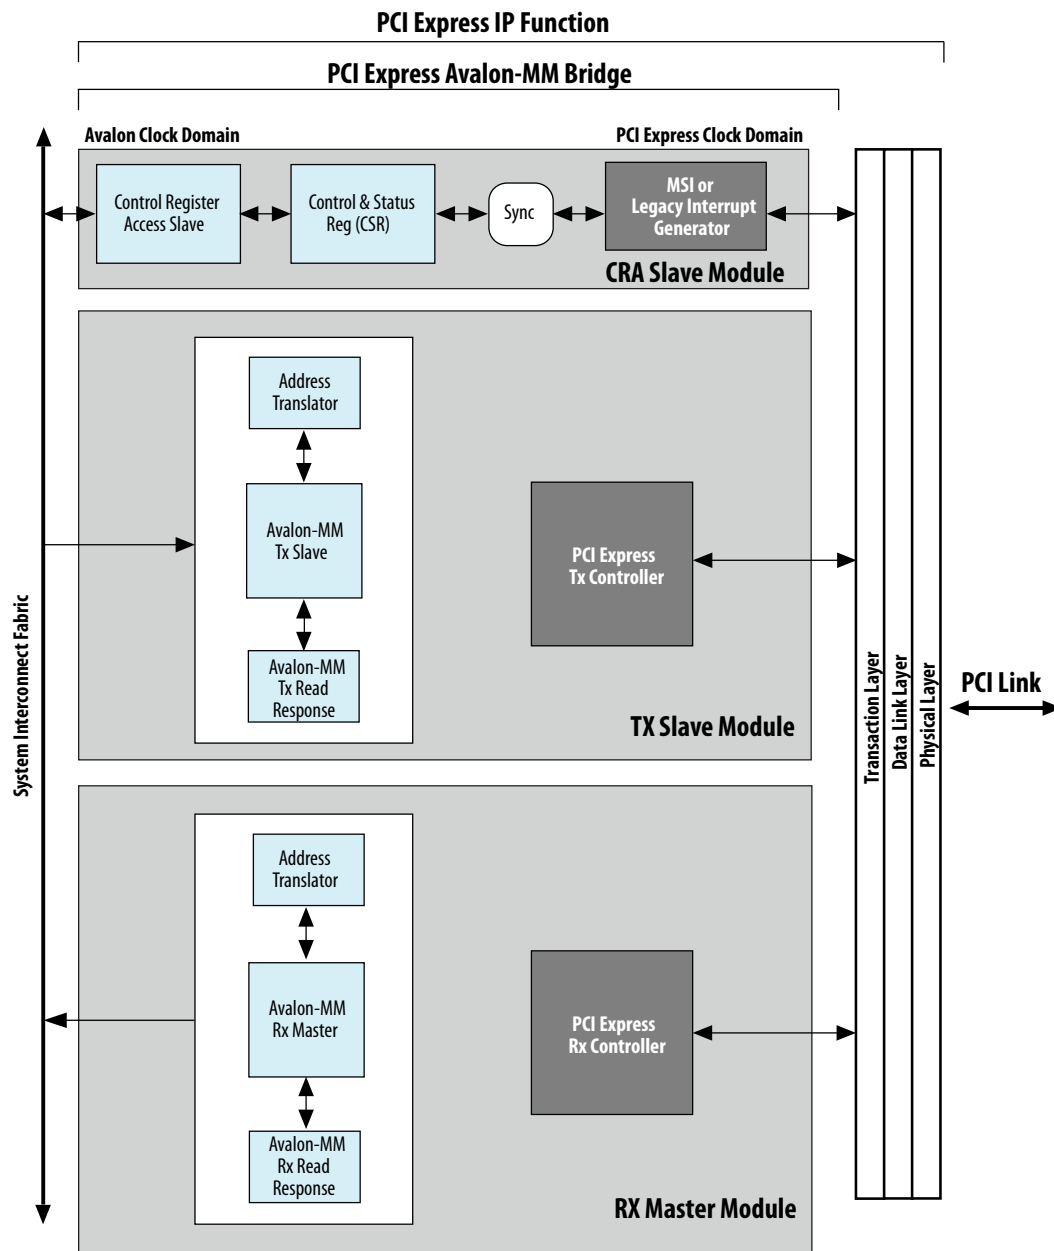 PCI Express IP Function
PCI Express Avalon-MM Bridge
Avalon Clock Domain
PCI Express Clock Domain
Control Register
Access Slave
Control & Status
Reg (CSR)
Sync
MSI or
Legacy Interrupt
Generator
CRA Slave Module
Address
Translator
Avalon-MM
Tx Slave
Avalon-MM
Tx Read
Response
PCI Express
Tx Controller
TX Slave Module
System Interconnect Fabric
Transaction Layer
Data Link Layer
Physical Layer
PCI Link
Address
Translator
Avalon-MM
Rx Master
Avalon-MM
Rx Read
Response
PCI Express
Rx Controller
RX Master Module